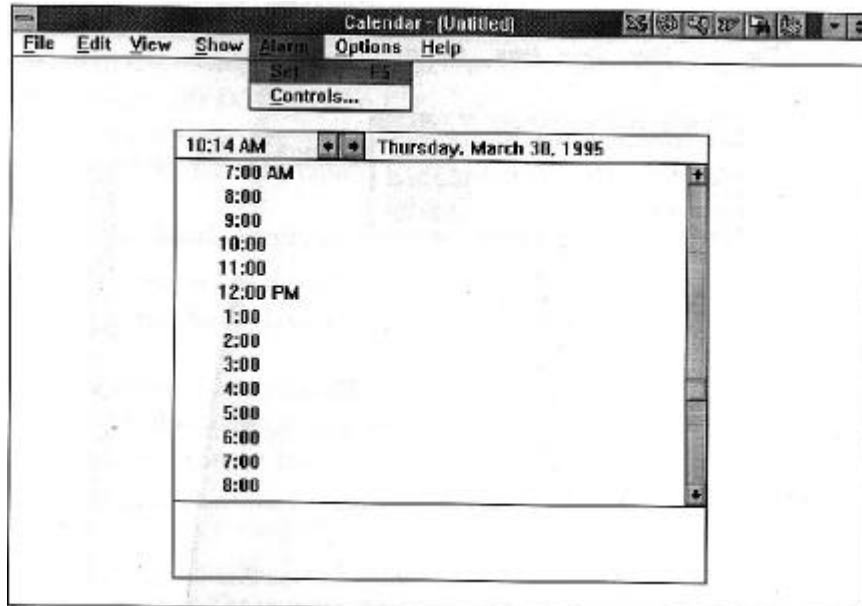 Calendar - (Untitled)
File Edit View Show Alarm Options Help
Set F5
Controls...
10:14 AM Thursday, March 30, 1995
7:00 AM
8:00
9:00
10:00
11:00
12:00 PM
1:00
2:00
3:00
4:00
5:00
6:00
7:00
8:00